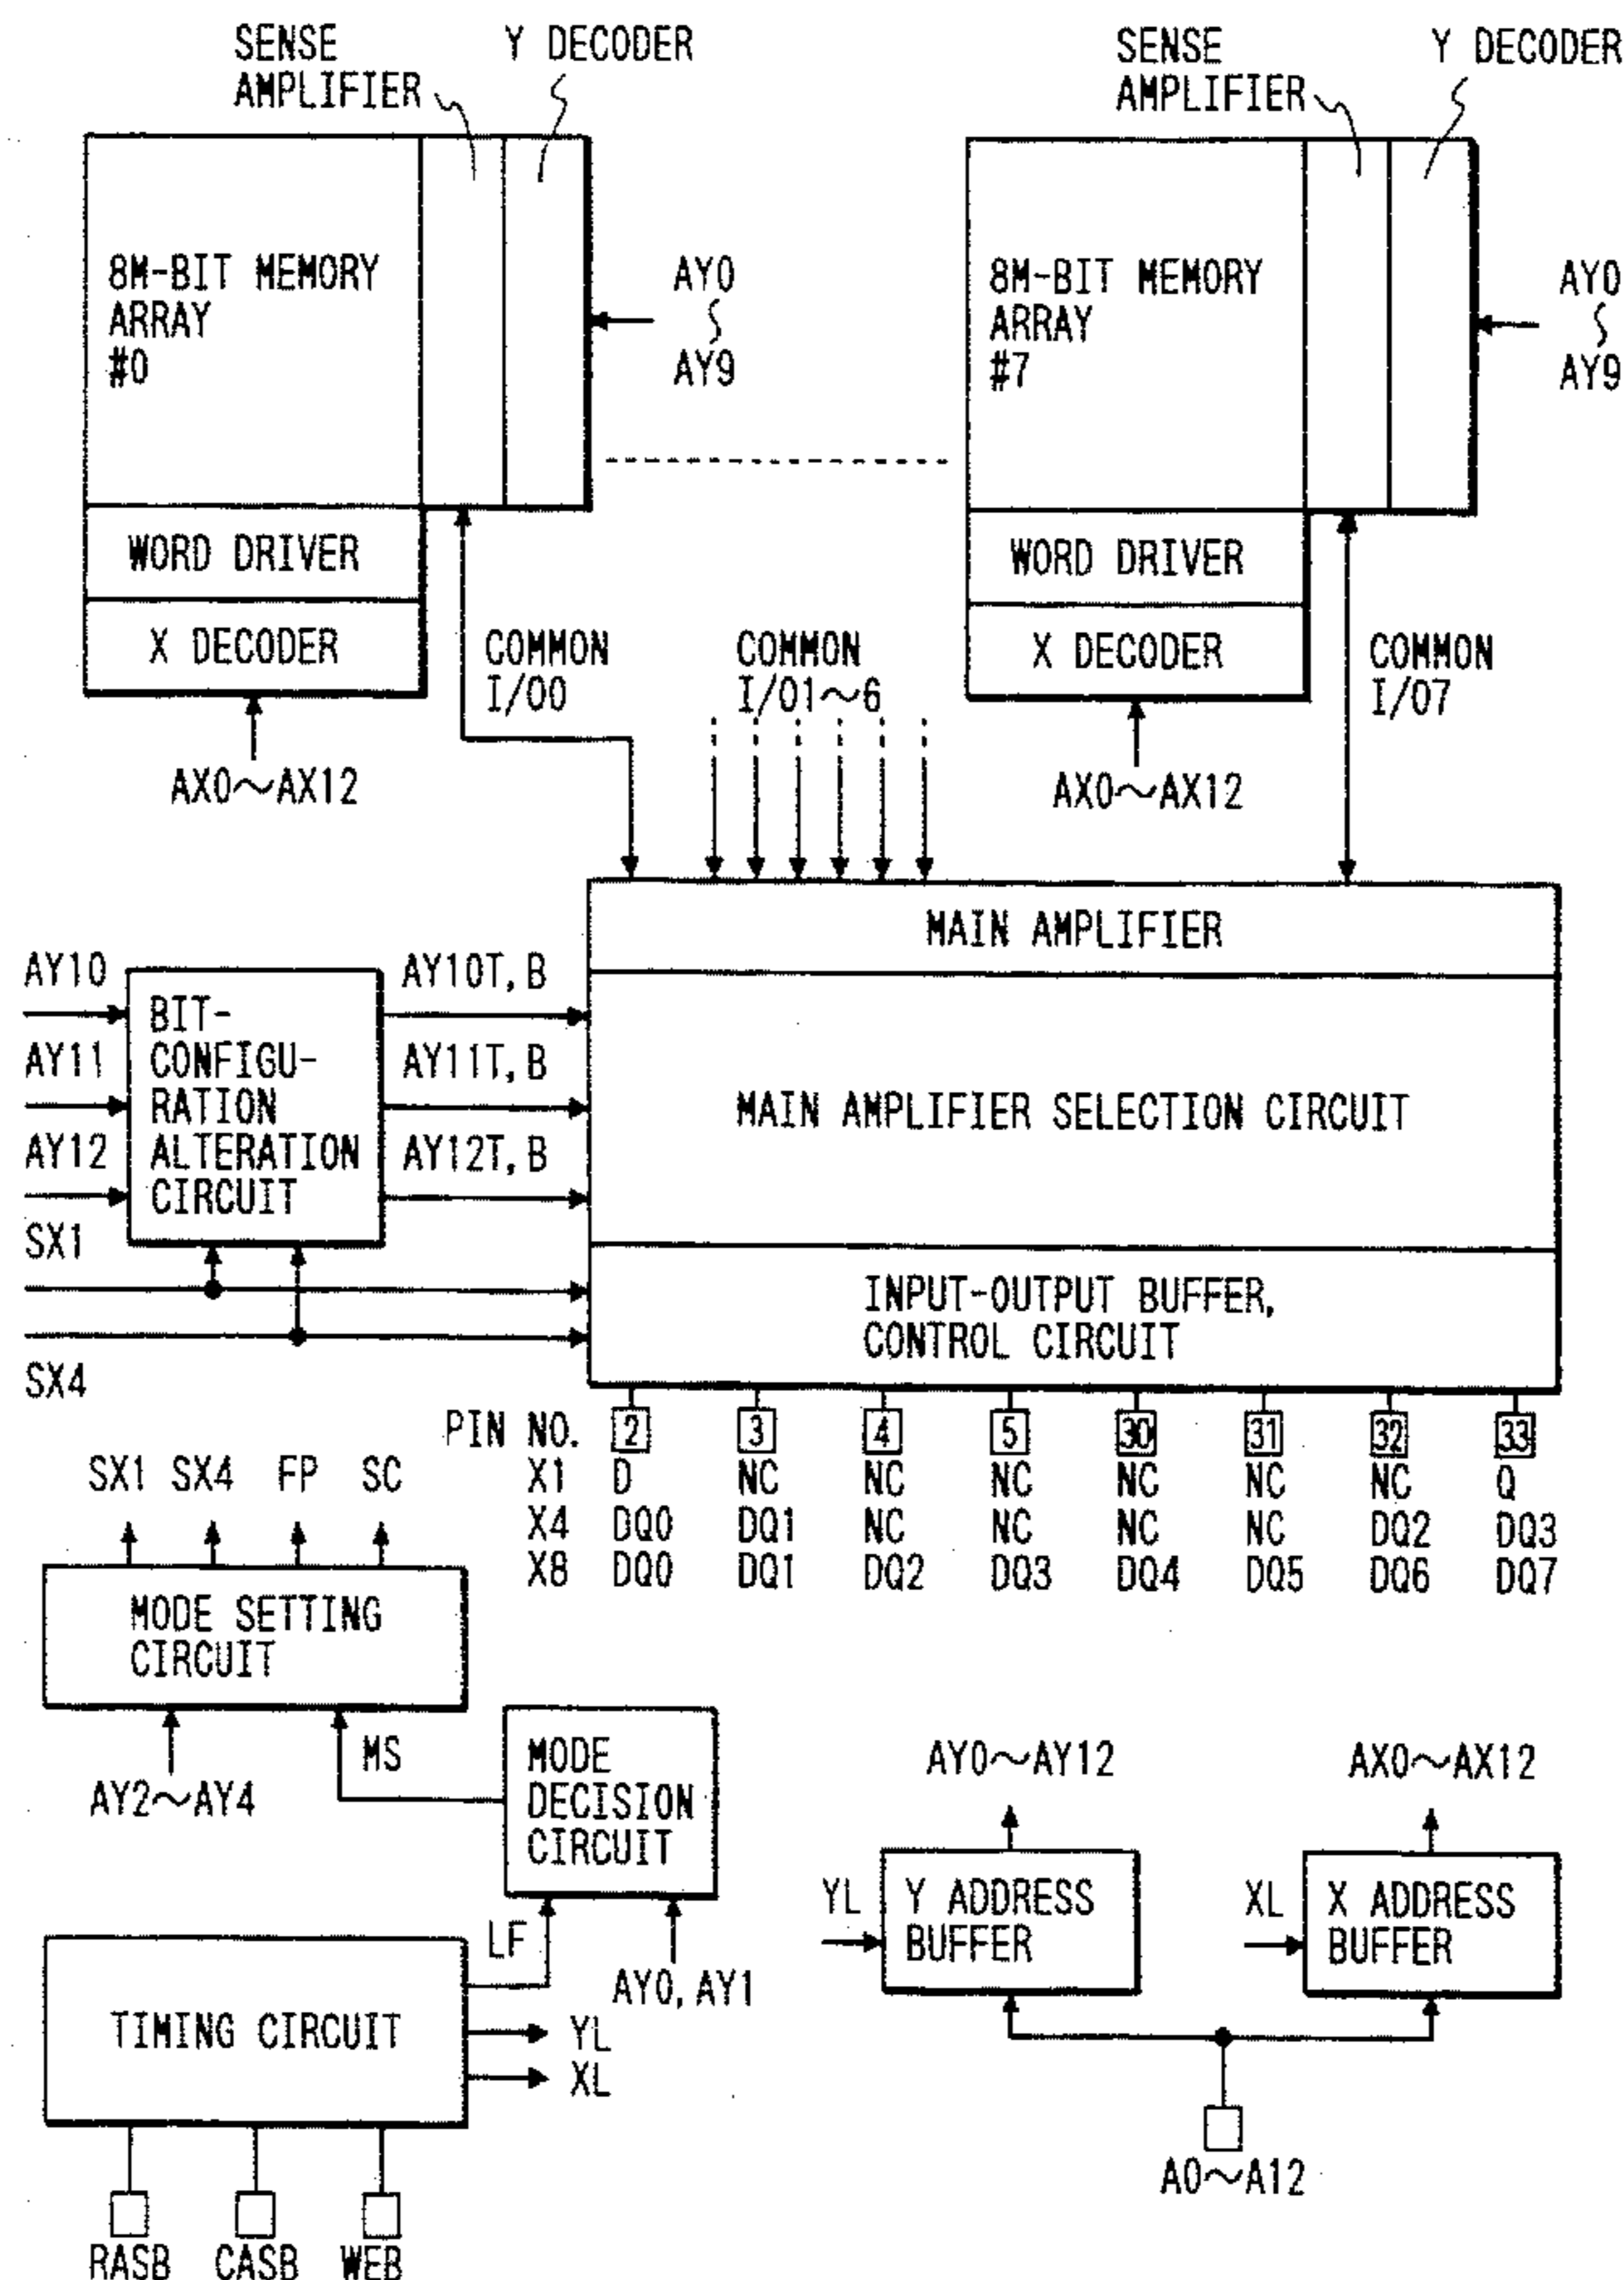 SENSE AMPLIFIER
Y DECODER
SENSE AMPLIFIER
Y DECODER
8M-BIT MEMORY
ARRAY
#0
AY0
AY9
8M-BIT MEMORY
ARRAY
#7
AY0
AY9
WORD DRIVER
X DECODER
WORD DRIVER
X DECODER
COMMON
I/O0
COMMON
I/O1~6
COMMON
I/O7
AX0~AX12
AX0~AX12
MAIN AMPLIFIER
MAIN AMPLIFIER SELECTION CIRCUIT
INPUT-OUTPUT BUFFER,
CONTROL CIRCUIT
AY10
AY11
AY12
SX1
SX4
BIT-
CONFIGU-
RATION
ALTERATION
CIRCUIT
AY10T, B
AY11T, B
AY12T, B
PIN NO. 2 3 4 5 30 31 32 33
X1 D NC NC NC NC NC NC Q
X4 DQ0 DQ1 NC NC NC NC DQ2 DQ3
X8 DQ0 DQ1 DQ2 DQ3 DQ4 DQ5 DQ6 DQ7
SX1 SX4 FP SC
MODE SETTING
CIRCUIT
AY2~AY4
MS
MODE
DECISION
CIRCUIT
LF
AY0, AY1
TIMING CIRCUIT
YL
XL
RASB CASB WEB
AY0~AY12
YL
Y ADDRESS
BUFFER
AX0~AX12
XL
X ADDRESS
BUFFER
A0~A12